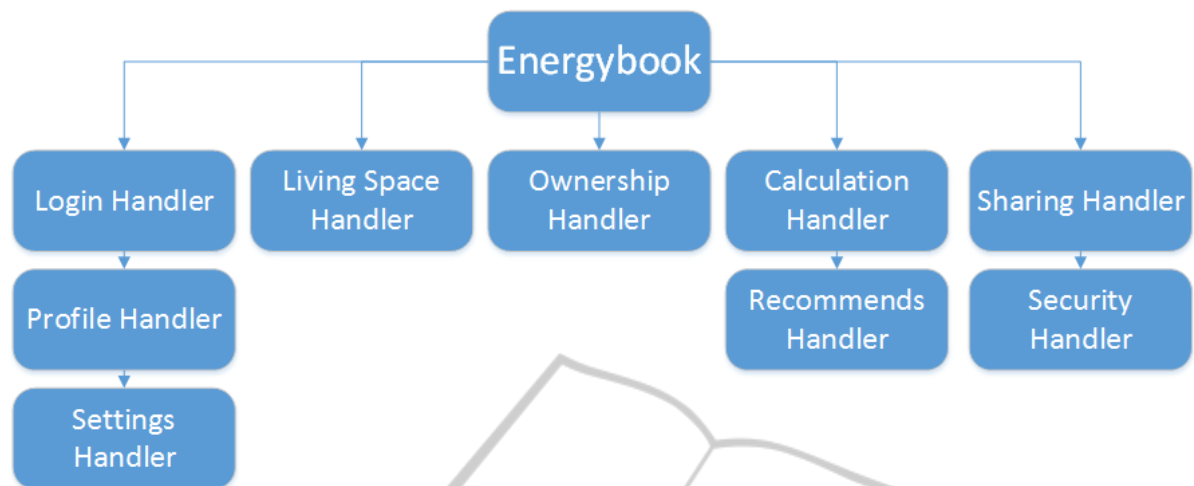 Energybook
Login Handler
Living Space
Handler
Ownership
Handler
Calculation
Handler
Sharing Handler
Profile Handler
Recommends
Handler
Security
Handler
Settings
Handler